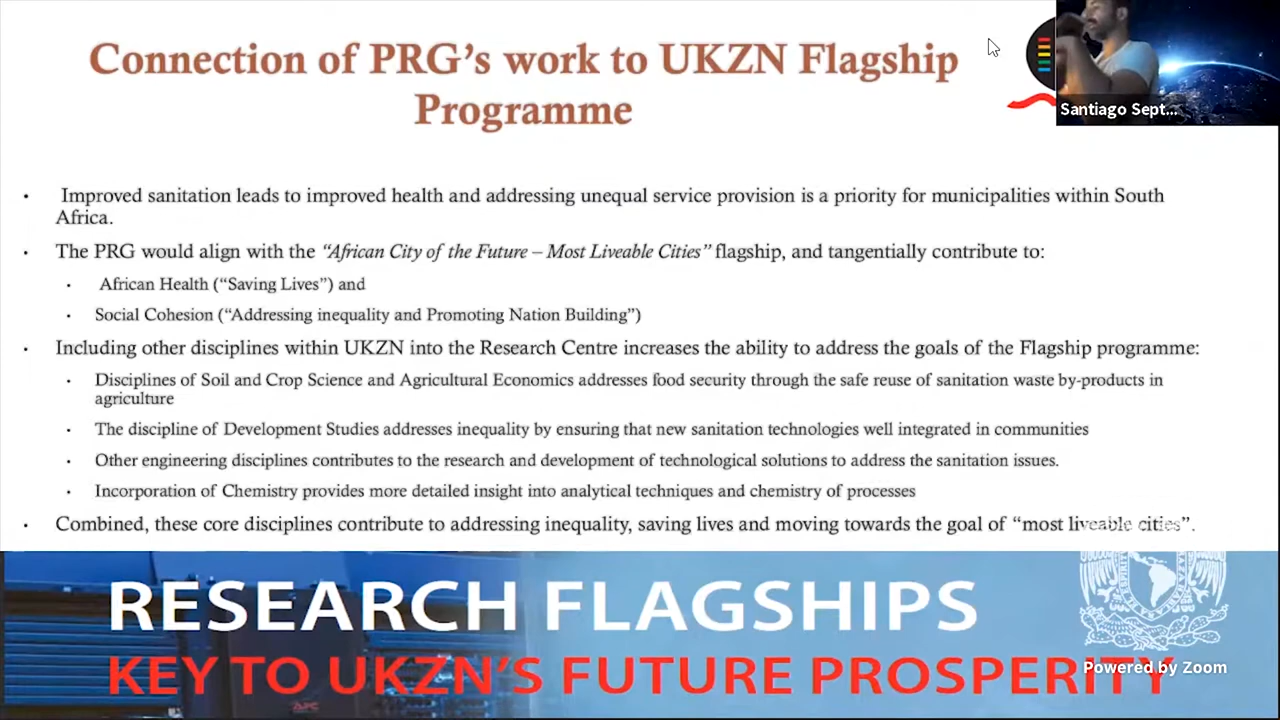 Connection of PRG's work to UKZN Flagship
Programme
Santiago Sept...
• Improved sanitation leads to improved health and addressing unequal service provision is a priority for municipalities within South
Africa.
• The PRG would align with the “African City of the Future – Most Liveable Cities” flagship, and tangentially contribute to:
• African Health (“Saving Lives”) and
• Social Cohesion (“Addressing inequality and Promoting Nation Building”)
• Including other disciplines within UKZN into the Research Centre increases the ability to address the goals of the Flagship programme:
• Disciplines of Soil and Crop Science and Agricultural Economics addresses food security through the safe reuse of sanitation waste by-products in
agriculture
• The discipline of Development Studies addresses inequality by ensuring that new sanitation technologies well integrated in communities
• Other engineering disciplines contributes to the research and development of technological solutions to address the sanitation issues.
• Incorporation of Chemistry provides more detailed insight into analytical techniques and chemistry of processes
• Combined, these core disciplines contribute to addressing inequality, saving lives and moving towards the goal of “most liveable cities”.
RESEARCH FLAGSHIPS
KEY TO UKZN'S FUTURE PROSPERITY
Powered by Zoom
APC